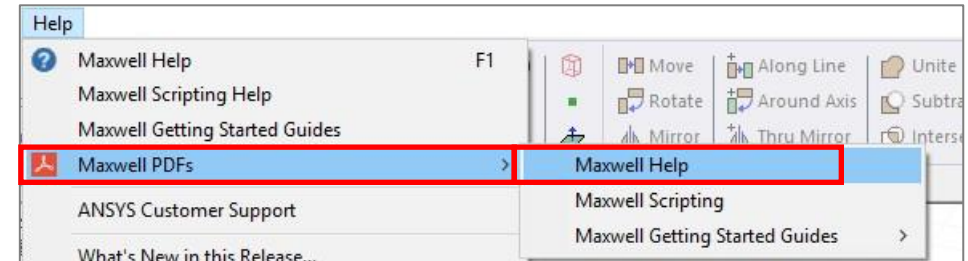 Help
Maxwell Help F1
Maxwell Scripting Help
Maxwell Getting Started Guides
Maxwell PDFs >
ANSYS Customer Support
What's New in this Release...
Move Along Line Unite
Rotate Around Axis
Mirror Thru Mirror
Maxwell Help
Maxwell Scripting
Maxwell Getting Started Guides >